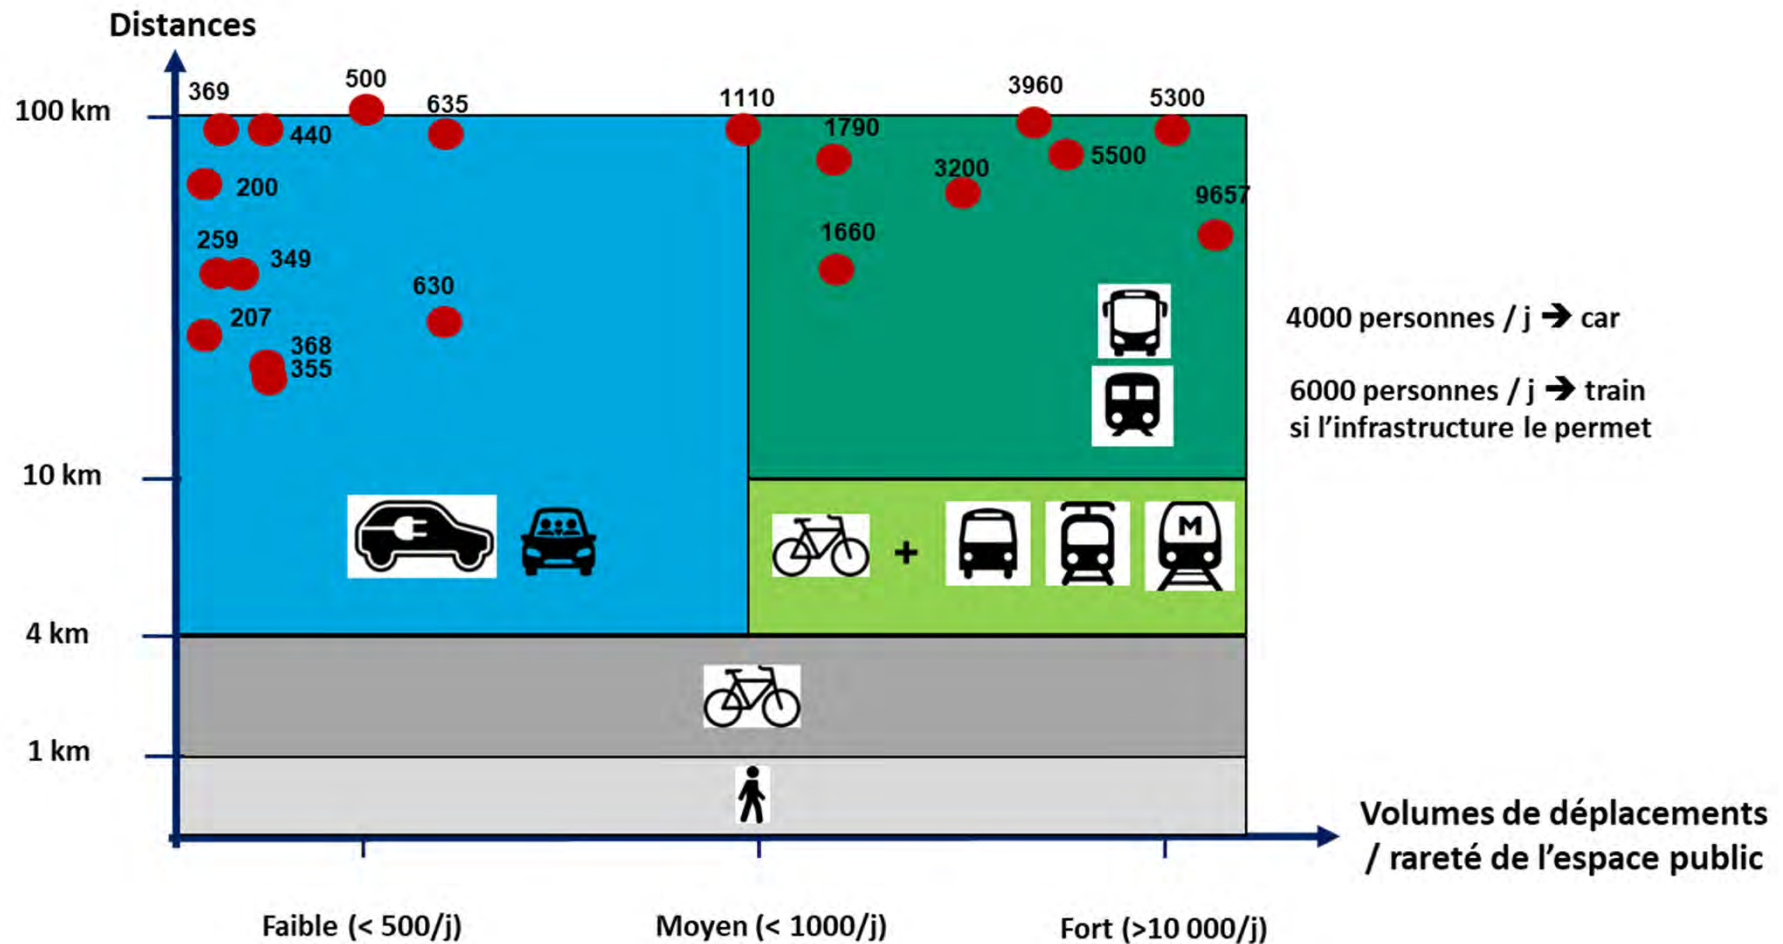 Distances
100 km
369
500
635
1110
3960
5300
440
1790
5500
200
3200
9657
259
349
1660
630
207
368
355
4000 personnes / j ➔ car
6000 personnes / j ➔ train
si l'infrastructure le permet
10 km
+
M
4 km
1 km
Volumes de déplacements
/ rareté de l'espace public
Faible (< 500/j)
Moyen (< 1000/j)
Fort (>10 000/j)